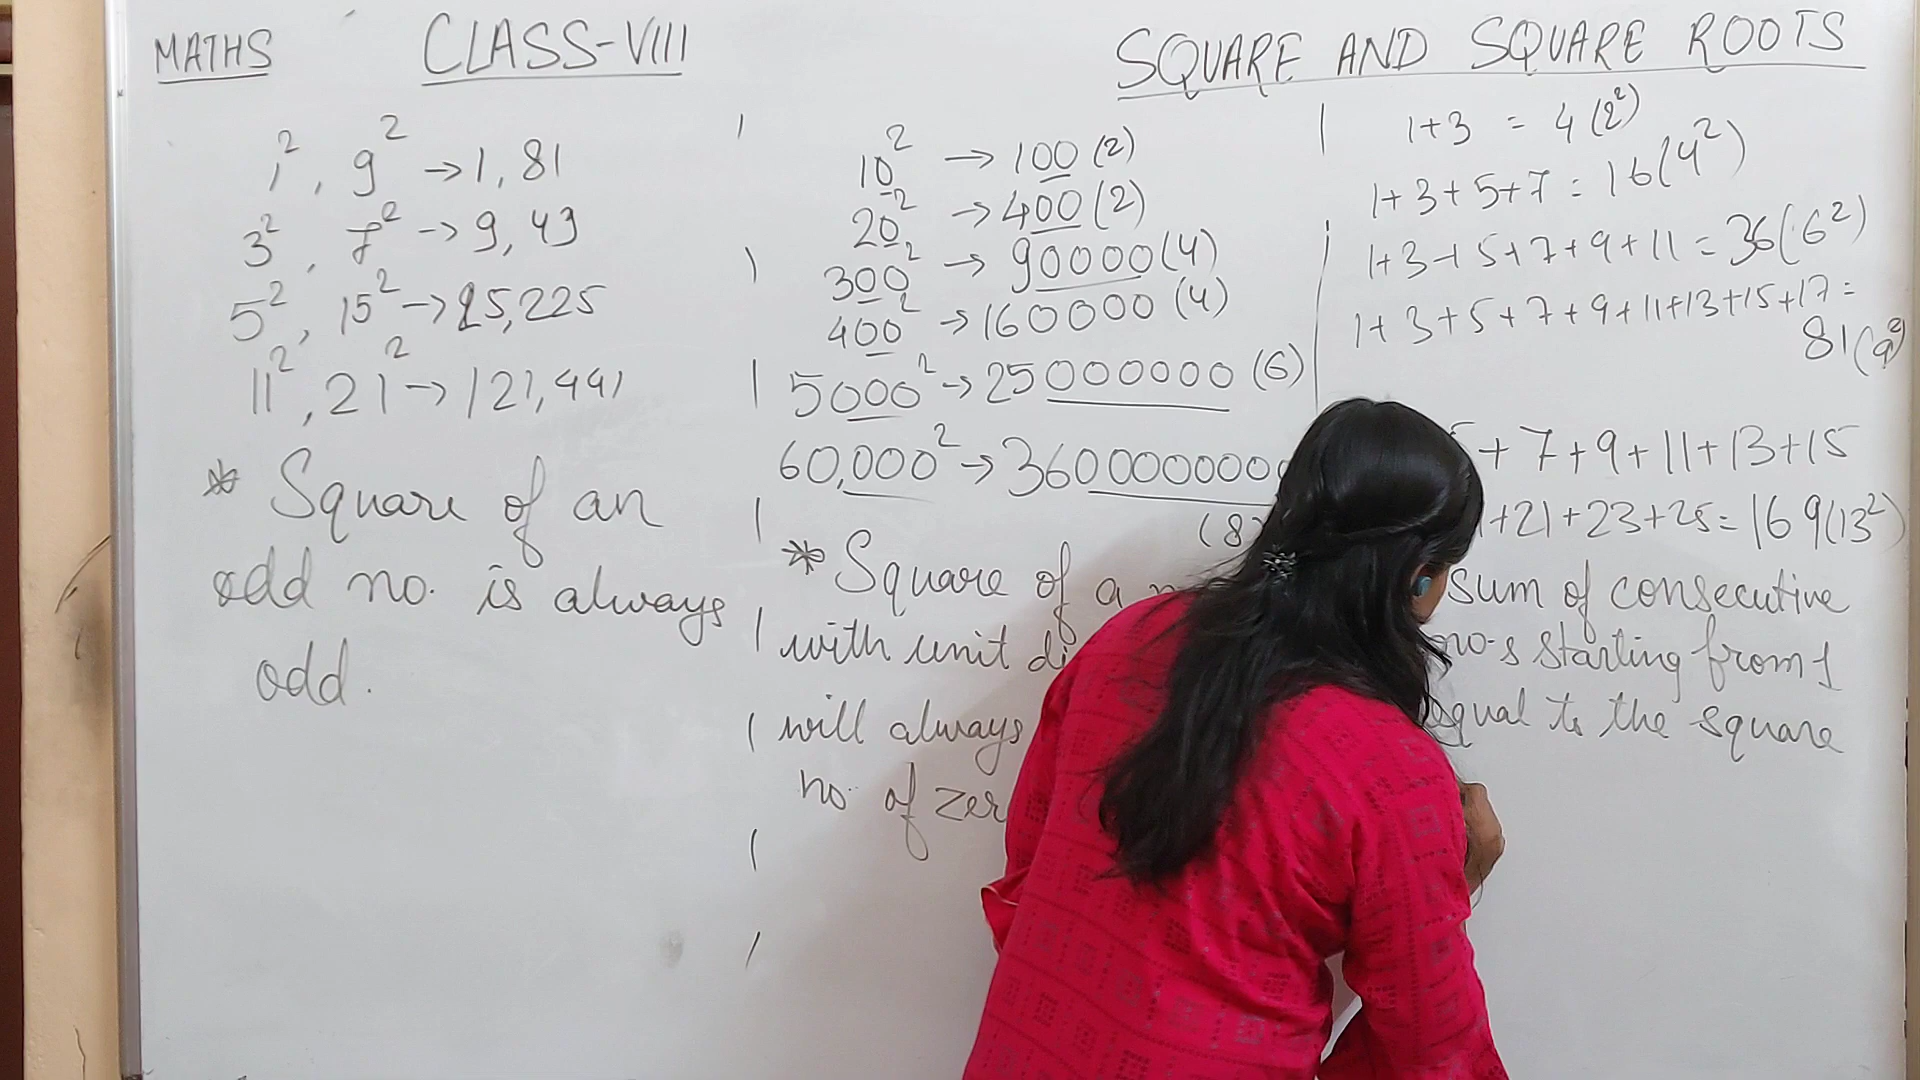 MATHS CLASS-VIII SQUARE AND SQUARE ROOTS
1², 9² → 1, 81
3², 7² → 9, 49
5², 15² → 25, 225
11², 21² → 121, 441
* Square of an
odd no. is always
odd.
10² → 100 (2)
20² → 400 (2)
300² → 90000 (4)
400² → 160000 (4)
5000² → 25000000 (6)
60,000² → 3600000000
(8)
* Square of a
with unit
will always
no. of
1+3 = 4 (2²)
1+3+5+7 = 16 (4²)
1+3+5+7+9+11 = 36 (6²)
1+3+5+7+9+11+13+15+17 =
81 (9²)
+ 7+9+11+13+15
+21+23+25 = 169 (13²)
sum of consecutive
no.s starting from 1
equal to the square